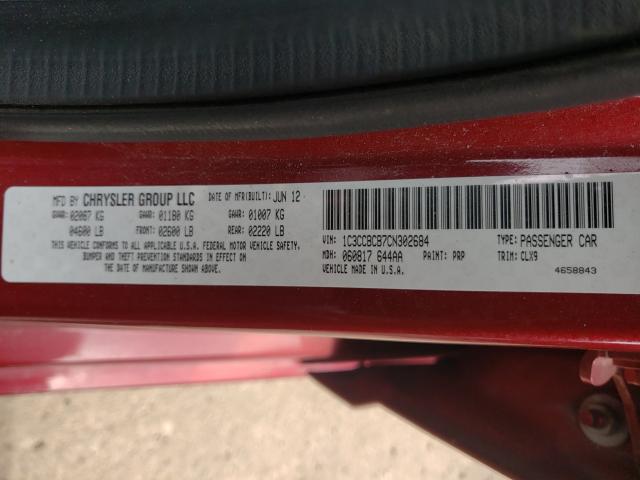 MFD BY CHRYSLER GROUP LLC DATE OF MFR(BUILT): JUN 12
GVWR: 02087 KG GAWR: 01180 KG GAWR: 01007 KG
04600 LB FRONT: 02600 LB REAR: 02220 LB
THIS VEHICLE CONFORMS TO ALL APPLICABLE U.S.A. FEDERAL MOTOR VEHICLE SAFETY,
BUMPER AND THEFT PREVENTION STANDARDS IN EFFECT ON
THE DATE OF MANUFACTURE SHOWN ABOVE.
VIN: 1C3CCBCB7CN302684 TYPE: PASSENGER CAR
MDH: 060817 644AA PAINT: PRP TRIM: CLX9
VEHICLE MADE IN U.S.A. 4658843